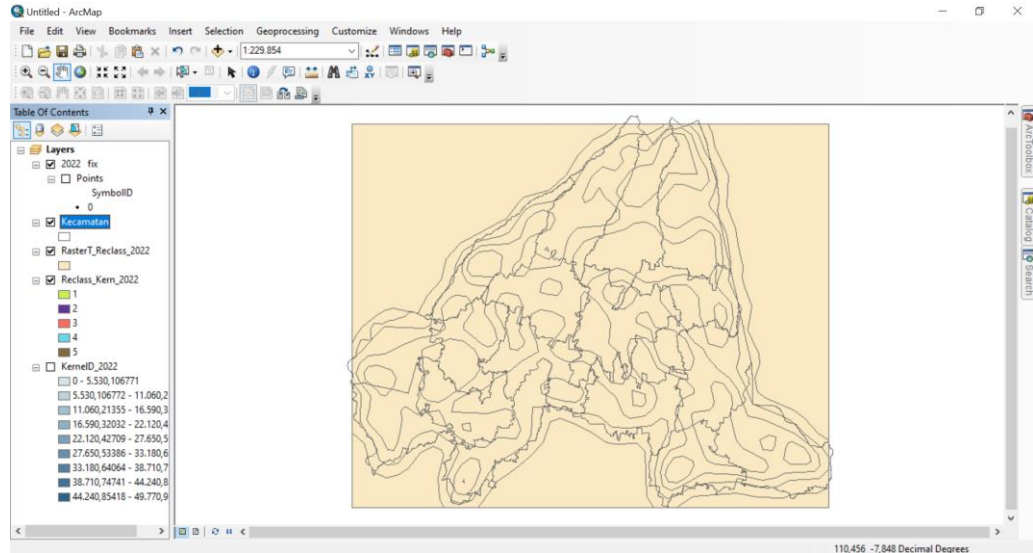 Untitled - ArcMap
File Edit View Bookmarks Insert Selection Geoprocessing Customize Windows Help
1:229.854
Table Of Contents
Layers
2022 fix
Points
SymbolID
0
Kecamatan
RasterT_Reclass_2022
Reclass_Kern_2022
1
2
3
4
5
KernelD_2022
0 - 5.530,106771
5.530,106772 - 11.060,2
11.060,21355 - 16.590,3
16.590,32032 - 22.120,4
22.120,42709 - 27.650,5
27.650,53386 - 33.180,6
33.180,64064 - 38.710,7
38.710,74741 - 44.240,8
44.240,85418 - 49.770,9
ArcToolbox
Catalog
Search
110,456 -7,848 Decimal Degrees